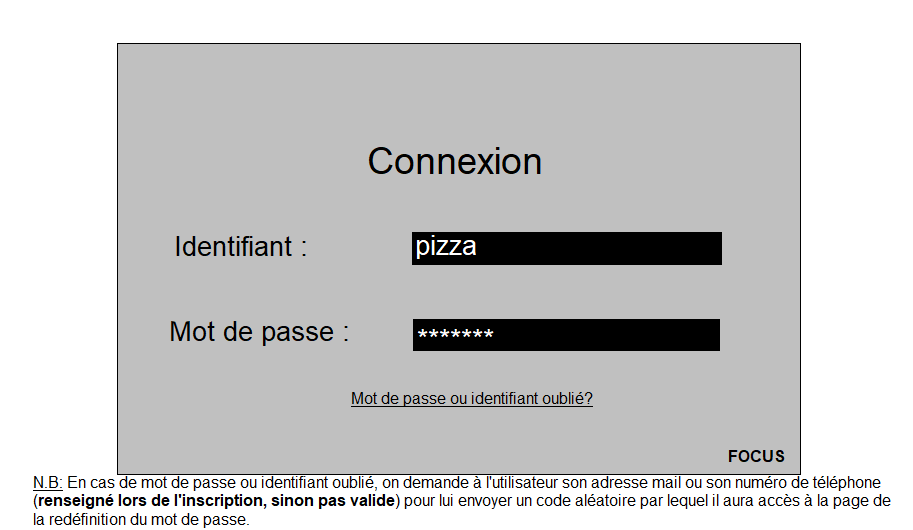 Connexion
Identifiant :
pizza
Mot de passe :
*******
Mot de passe ou identifiant oublié?
FOCUS
N.B: En cas de mot de passe ou identifiant oublié, on demande à l'utilisateur son adresse mail ou son numéro de téléphone
(renseigné lors de l'inscription, sinon pas valide) pour lui envoyer un code aléatoire par lequel il aura accès à la page de
la redéfinition du mot de passe.